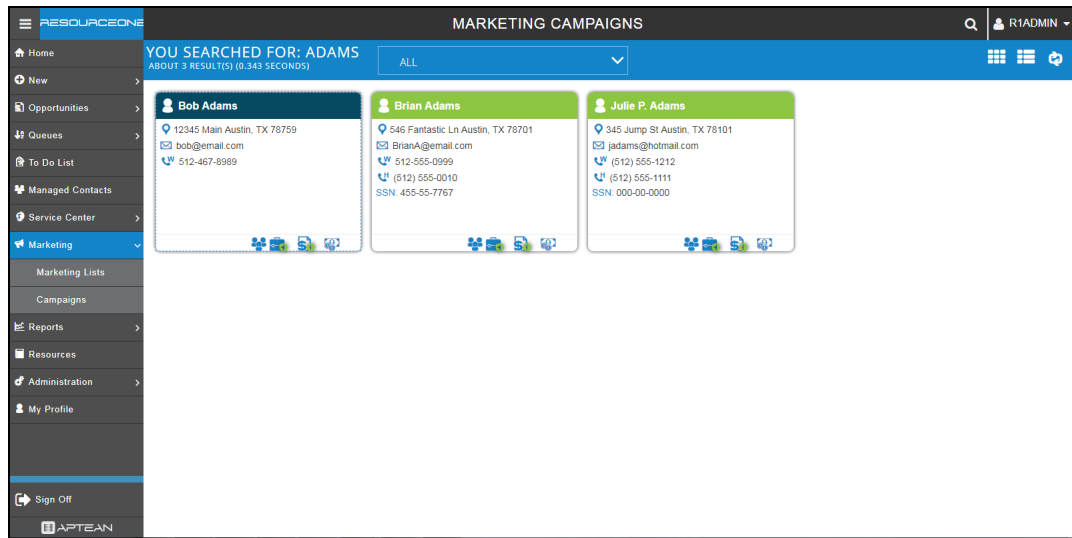 RESOURCEONE
MARKETING CAMPAIGNS
R1ADMIN
Home
New
Opportunities
Queues
To Do List
Managed Contacts
Service Center
Marketing
Marketing Lists
Campaigns
Reports
Resources
Administration
My Profile
Sign Off
APTEAN
YOU SEARCHED FOR: ADAMS
ABOUT 3 RESULT(S) (0.343 SECONDS)
ALL
Bob Adams
12345 Main Austin, TX 78759
bob@email.com
W 512-467-8989
Brian Adams
546 Fantastic Ln Austin, TX 78701
BrianA@email.com
W 512-555-0999
H (512) 555-0010
SSN: 455-55-7767
Julie P. Adams
345 Jump St Austin, TX 78101
jadams@hotmail.com
W (512) 555-1212
H (512) 555-1111
SSN: 000-00-0000